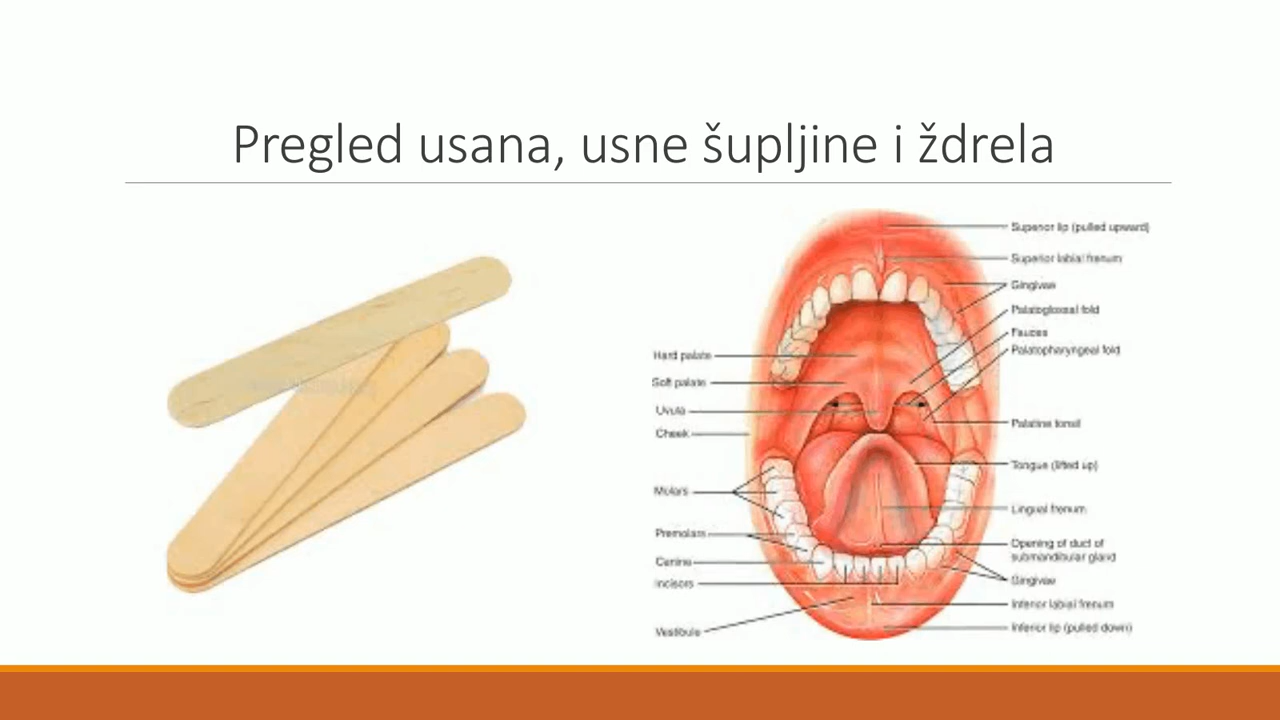 Pregled usana, usne šupljine i ždrela
Superior lip (pulled upward)
Superior labial frenum
Gingivae
Palatoglossal fold
Fauces
Palatopharyngeal fold
Hard palate
Soft palate
Uvula
Cheek
Palatine tonsil
Tongue (lifted up)
Molars
Lingual frenum
Premolars
Opening of duct of
submandibular gland
Canine
Gingivae
Incisors
Inferior labial frenum
Vestibule
Inferior lip (pulled down)